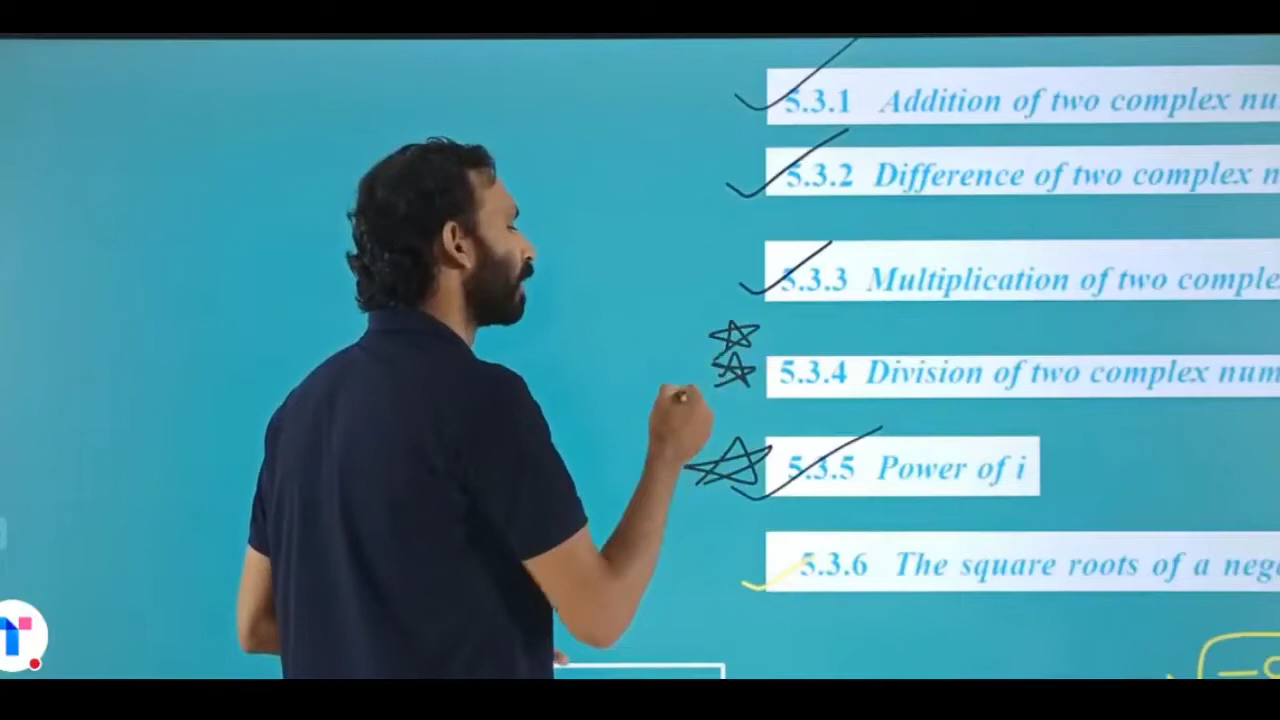 5.3.1 Addition of two complex nu
5.3.2 Difference of two complex n
5.3.3 Multiplication of two comple
5.3.4 Division of two complex num
5.3.5 Power of i
5.3.6 The square roots of a neg